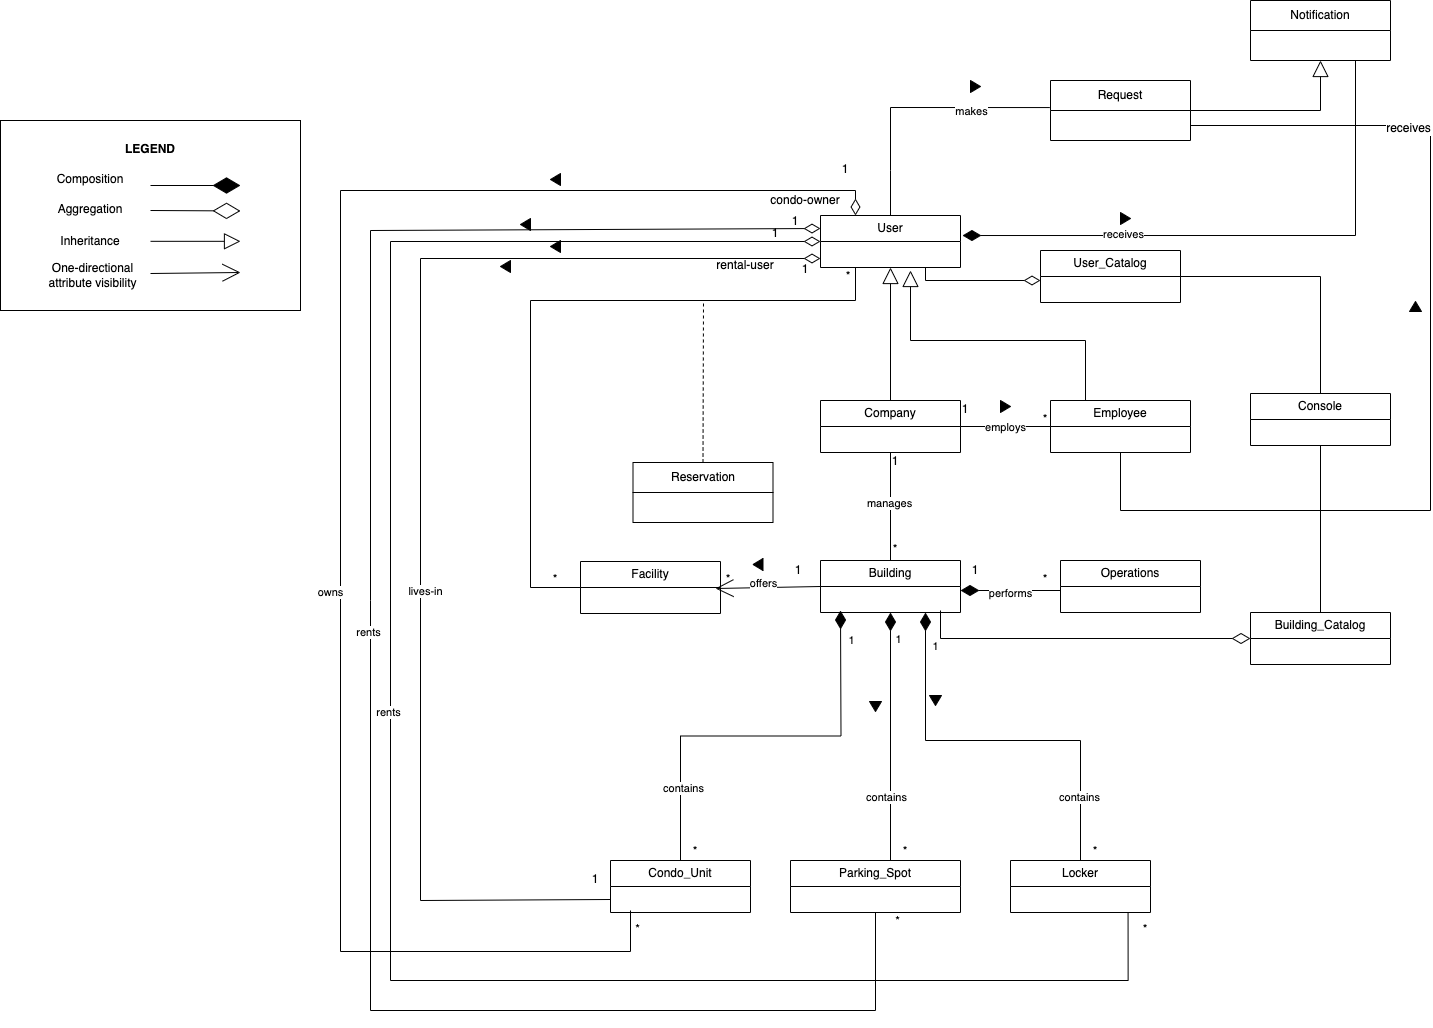 Notification
Request
makes
receives
LEGEND
Composition
Aggregation
Inheritance
One-directional
attribute visibility
1
condo-owner
1
1
User
receives
User_Catalog
rental-user
1
*
Company
1
employs
*
Employee
Console
1
Reservation
manages
*
Facility
*
*
offers
1
Building
1
performs
*
Operations
owns
lives-in
rents
rents
1
1
1
Building_Catalog
contains
contains
contains
*
*
*
1
Condo_Unit
Parking_Spot
Locker
*
*
*